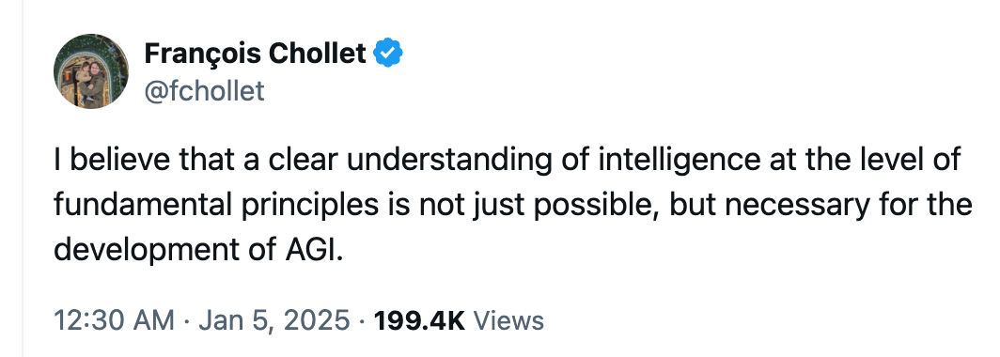 François Chollet
@fchollet
I believe that a clear understanding of intelligence at the level of
fundamental principles is not just possible, but necessary for the
development of AGI.
12:30 AM · Jan 5, 2025 · 199.4K Views